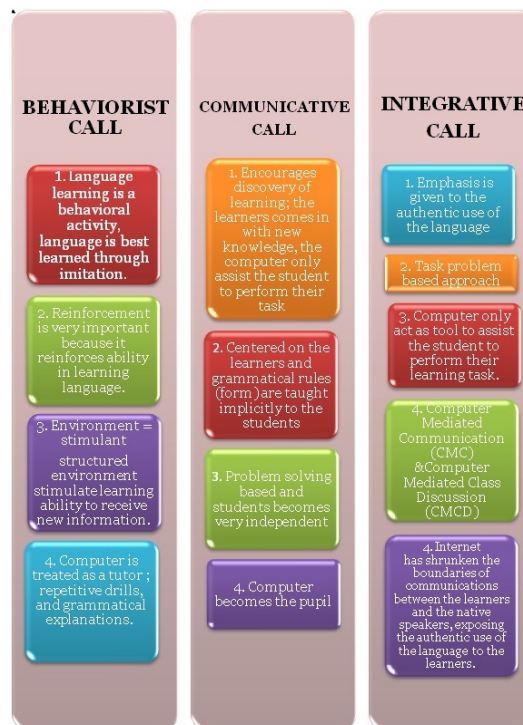 BEHAVIORIST
CALL
1. Language
learning is a
behavioral
activity,
language is best
learned through
imitation.
2. Reinforcement
is very important
because it
reinforces ability
in learning
language.
3. Environment =
stimulant
structured
environment
stimulate learning
ability to receive
new information.
4. Computer is
treated as a tutor ;
repetitive drills,
and grammatical
explanations.
COMMUNICATIVE
CALL
1. Encourages
discovery of
learning; the
learners comes in
with new
knowledge, the
computer only
assist the student
to perform their
task
2. Centered on the
learners and
grammatical rules
(form)are taught
implicitly to the
students
3. Problem solving
based and
students becomes
very independent
4. Computer
becomes the pupil
INTEGRATIVE
CALL
1. Emphasis is
given to the
authentic use of
the language
2. Task problem
based approach
3. Computer only
act as tool to assist
the student to
perform their
learning task.
4. Computer
Mediated
Communication
(CMC)
&Computer
Mediated Class
Discussion
(CMCD)
4. Internet
has shrunken the
boundaries of
communications
between the learners
and the native
speakers, exposing
the authentic use of
the language to the
learners.